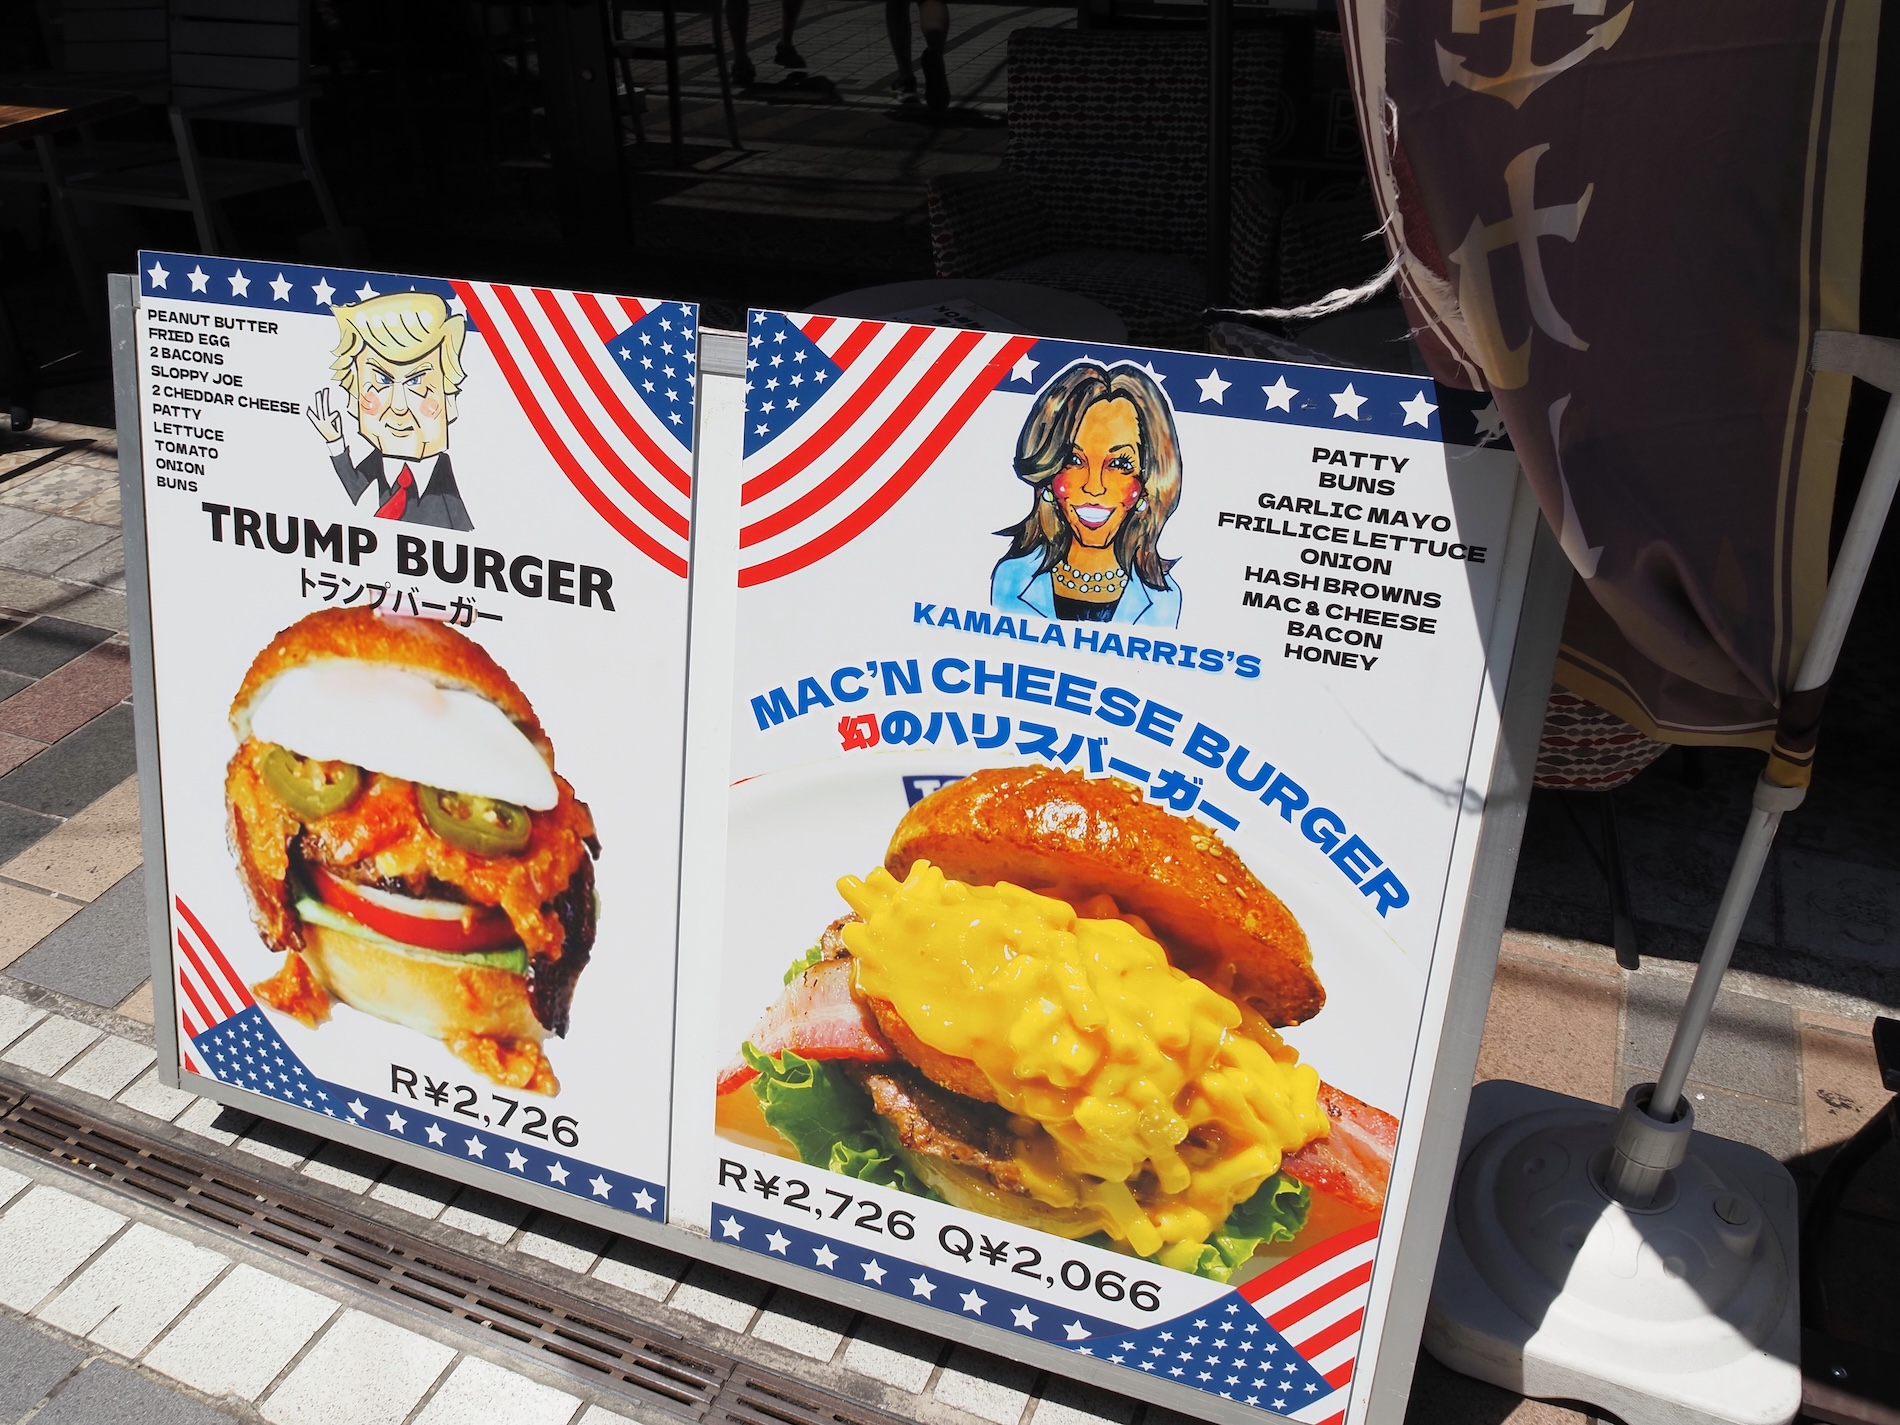 PEANUT BUTTER
FRIED EGG
2 BACONS
SLOPPY JOE
2 CHEDDAR CHEESE
PATTY
LETTUCE
TOMATO
ONION
BUNS
TRUMP BURGER
トランプバーガー
R¥2,726
PATTY
BUNS
GARLIC MAYO
FRILLICE LETTUCE
ONION
HASH BROWNS
MAC & CHEESE
BACON
HONEY
KAMALA HARRIS'S
MAC'N CHEESE BURGER
幻のハリスバーガー
R¥2,726 Q¥2,066